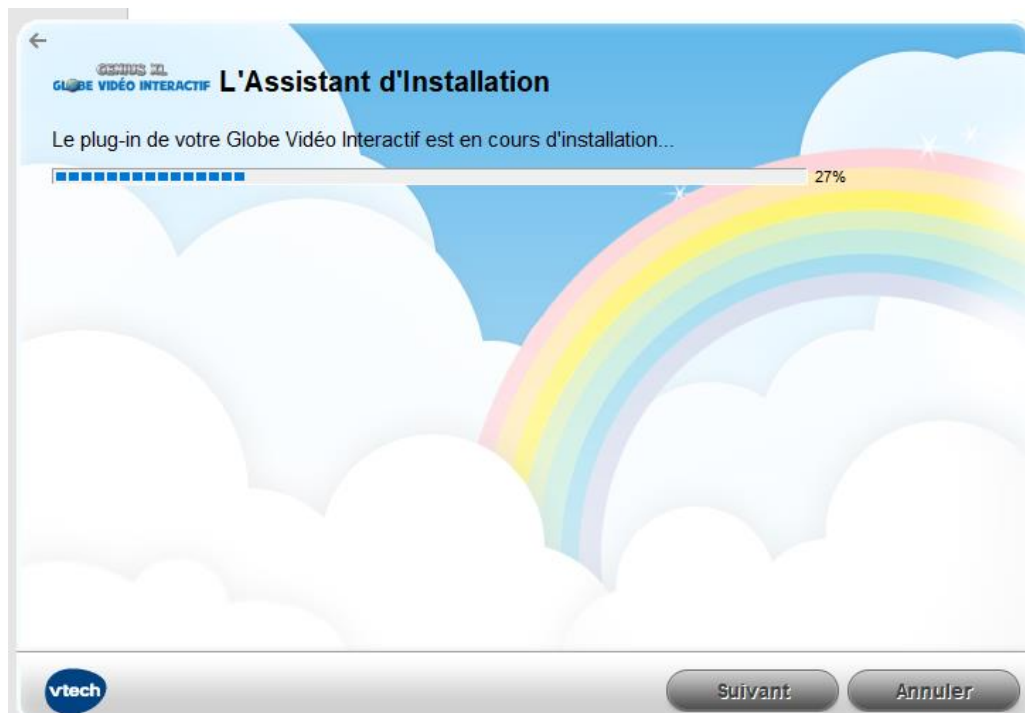 GENIUS XL
GLOBE VIDÉO INTERACTIF
L'Assistant d'Installation
Le plug-in de votre Globe Vidéo Interactif est en cours d'installation...
27%
vtech
Suivant
Annuler